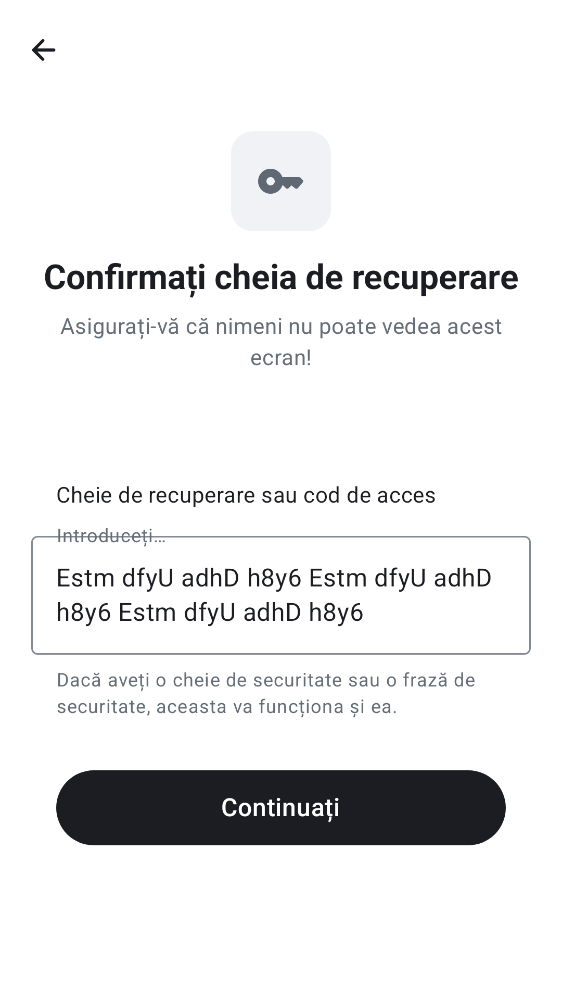 Confirmați cheia de recuperare
Asigurați-vă că nimeni nu poate vedea acest
ecran!
Cheie de recuperare sau cod de acces
Introduceți…
Estm dfyU adhD h8y6 Estm dfyU adhD
h8y6 Estm dfyU adhD h8y6
Dacă aveți o cheie de securitate sau o frază de
securitate, aceasta va funcționa și ea.
Continuați